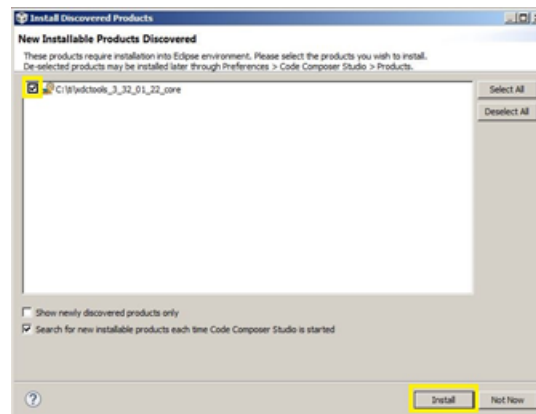 Install Discovered Products
New Installable Products Discovered
These products require installation into Eclipse environment. Please select the products you wish to install.
De-selected products may be installed later through Preferences > Code Composer Studio > Products.
C:\ti\xdctools_3_32_01_22_core
Select All
Deselect All
Show newly discovered products only
Search for new installable products each time Code Composer Studio is started
?
Install
Not Now